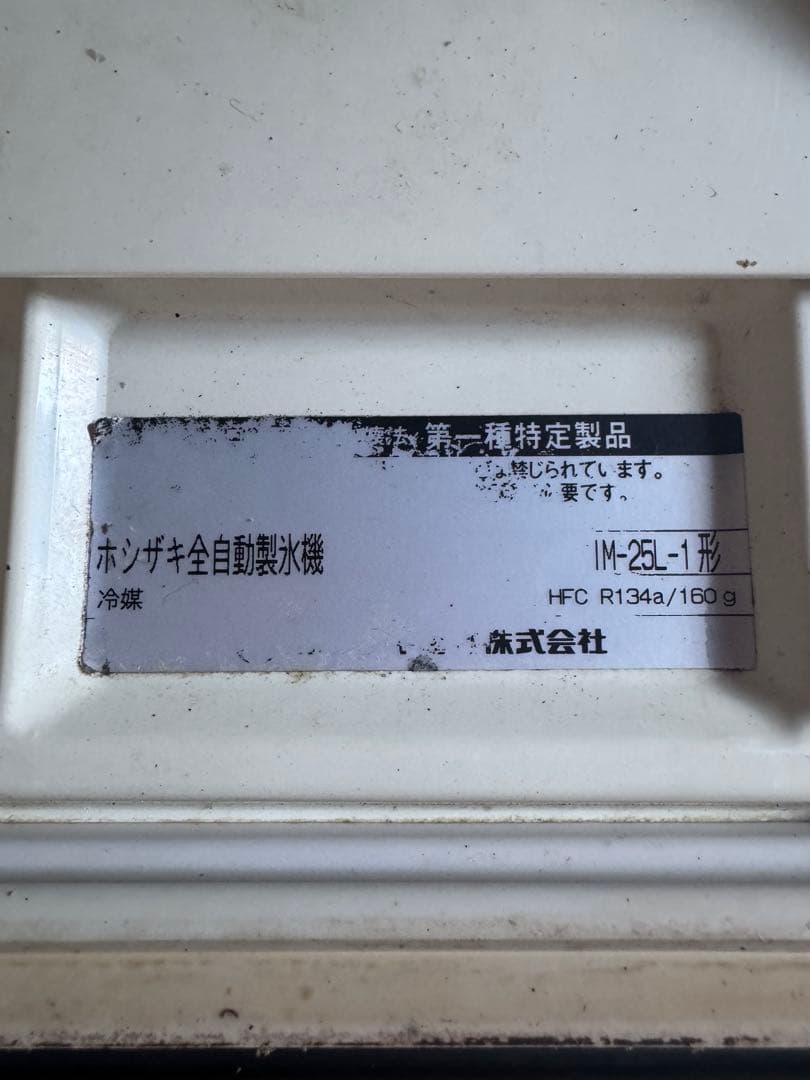 第一種特定製品
禁じられています。
要です。
ホシザキ全自動製氷機 IM-25L-1形
冷媒 HFC R134a/160g
株式会社